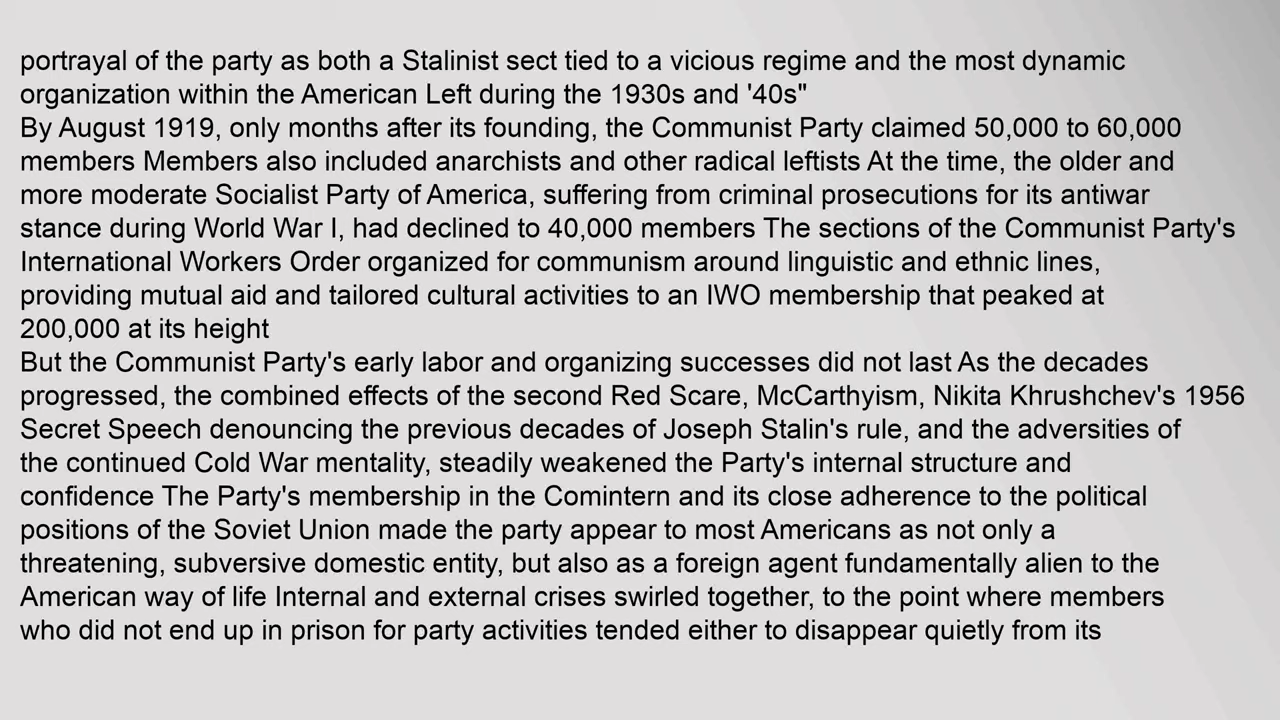 portrayal of the party as both a Stalinist sect tied to a vicious regime and the most dynamic
organization within the American Left during the 1930s and '40s"
By August 1919, only months after its founding, the Communist Party claimed 50,000 to 60,000
members Members also included anarchists and other radical leftists At the time, the older and
more moderate Socialist Party of America, suffering from criminal prosecutions for its antiwar
stance during World War I, had declined to 40,000 members The sections of the Communist Party's
International Workers Order organized for communism around linguistic and ethnic lines,
providing mutual aid and tailored cultural activities to an IWO membership that peaked at
200,000 at its height
But the Communist Party's early labor and organizing successes did not last As the decades
progressed, the combined effects of the second Red Scare, McCarthyism, Nikita Khrushchev's 1956
Secret Speech denouncing the previous decades of Joseph Stalin's rule, and the adversities of
the continued Cold War mentality, steadily weakened the Party's internal structure and
confidence The Party's membership in the Comintern and its close adherence to the political
positions of the Soviet Union made the party appear to most Americans as not only a
threatening, subversive domestic entity, but also as a foreign agent fundamentally alien to the
American way of life Internal and external crises swirled together, to the point where members
who did not end up in prison for party activities tended either to disappear quietly from its